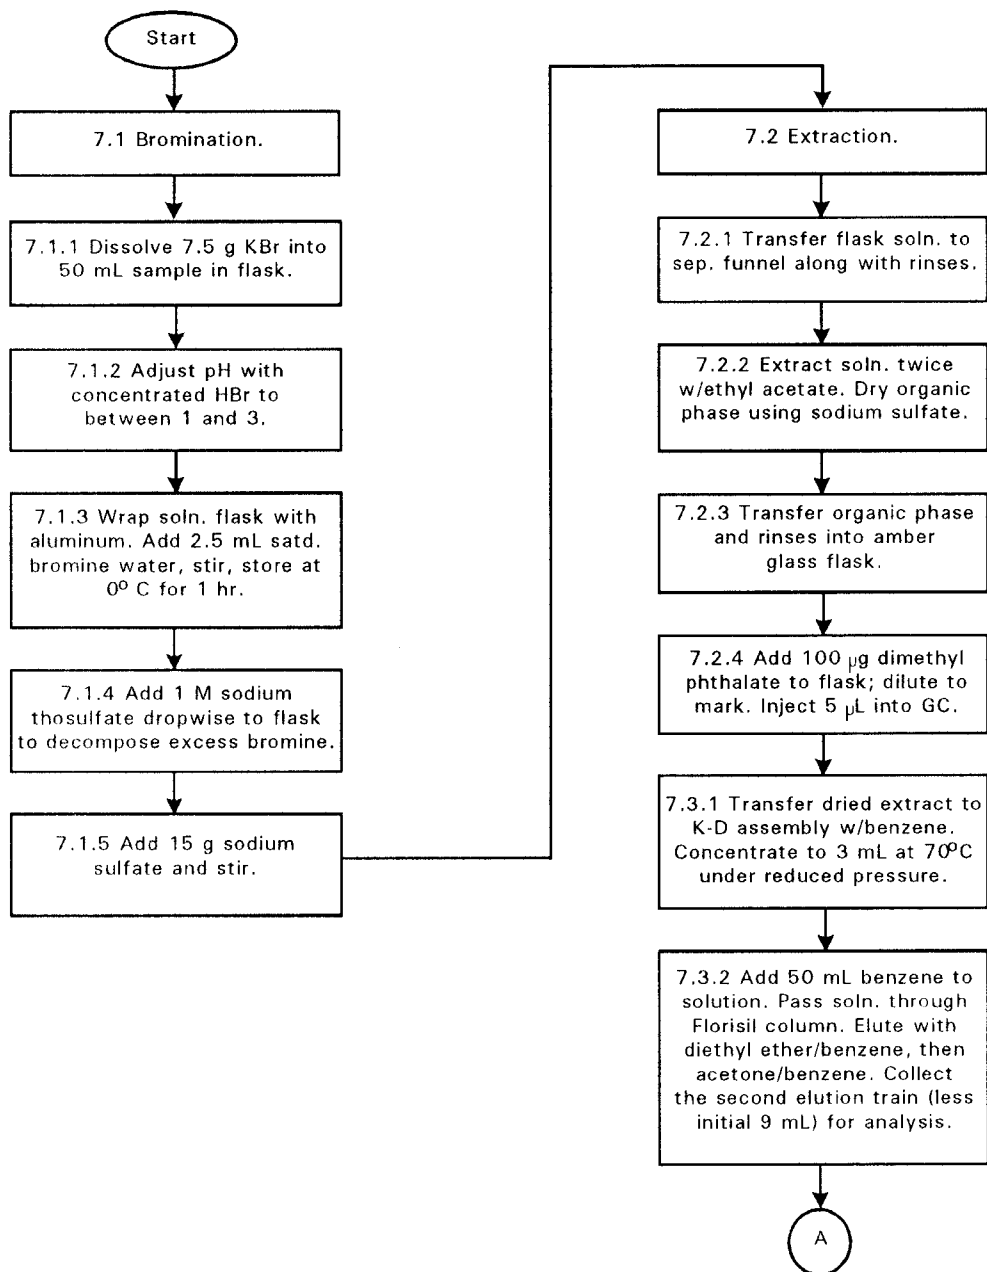 Start
7.1 Bromination.
7.1.1 Dissolve 7.5 g KBr into
50 mL sample in flask.
7.1.2 Adjust pH with
concentrated HBr to
between 1 and 3.
7.1.3 Wrap soln. flask with
aluminum. Add 2.5 mL satd.
bromine water, stir, store at
0⁰ C for 1 hr.
7.1.4 Add 1 M sodium
thosulfate dropwise to flask
to decompose excess bromine.
7.1.5 Add 15 g sodium
sulfate and stir.
7.2 Extraction.
7.2.1 Transfer flask soln. to
sep. funnel along with rinses.
7.2.2 Extract soln. twice
w/ethyl acetate. Dry organic
phase using sodium sulfate.
7.2.3 Transfer organic phase
and rinses into amber
glass flask.
7.2.4 Add 100 µg dimethyl
phthalate to flask; dilute to
mark. Inject 5 µL into GC.
7.3.1 Transfer dried extract to
K-D assembly w/benzene.
Concentrate to 3 mL at 70⁰C
under reduced pressure.
7.3.2 Add 50 mL benzene to
solution. Pass soln. through
Florisil column. Elute with
diethyl ether/benzene, then
acetone/benzene. Collect
the second elution train (less
initial 9 mL) for analysis.
A